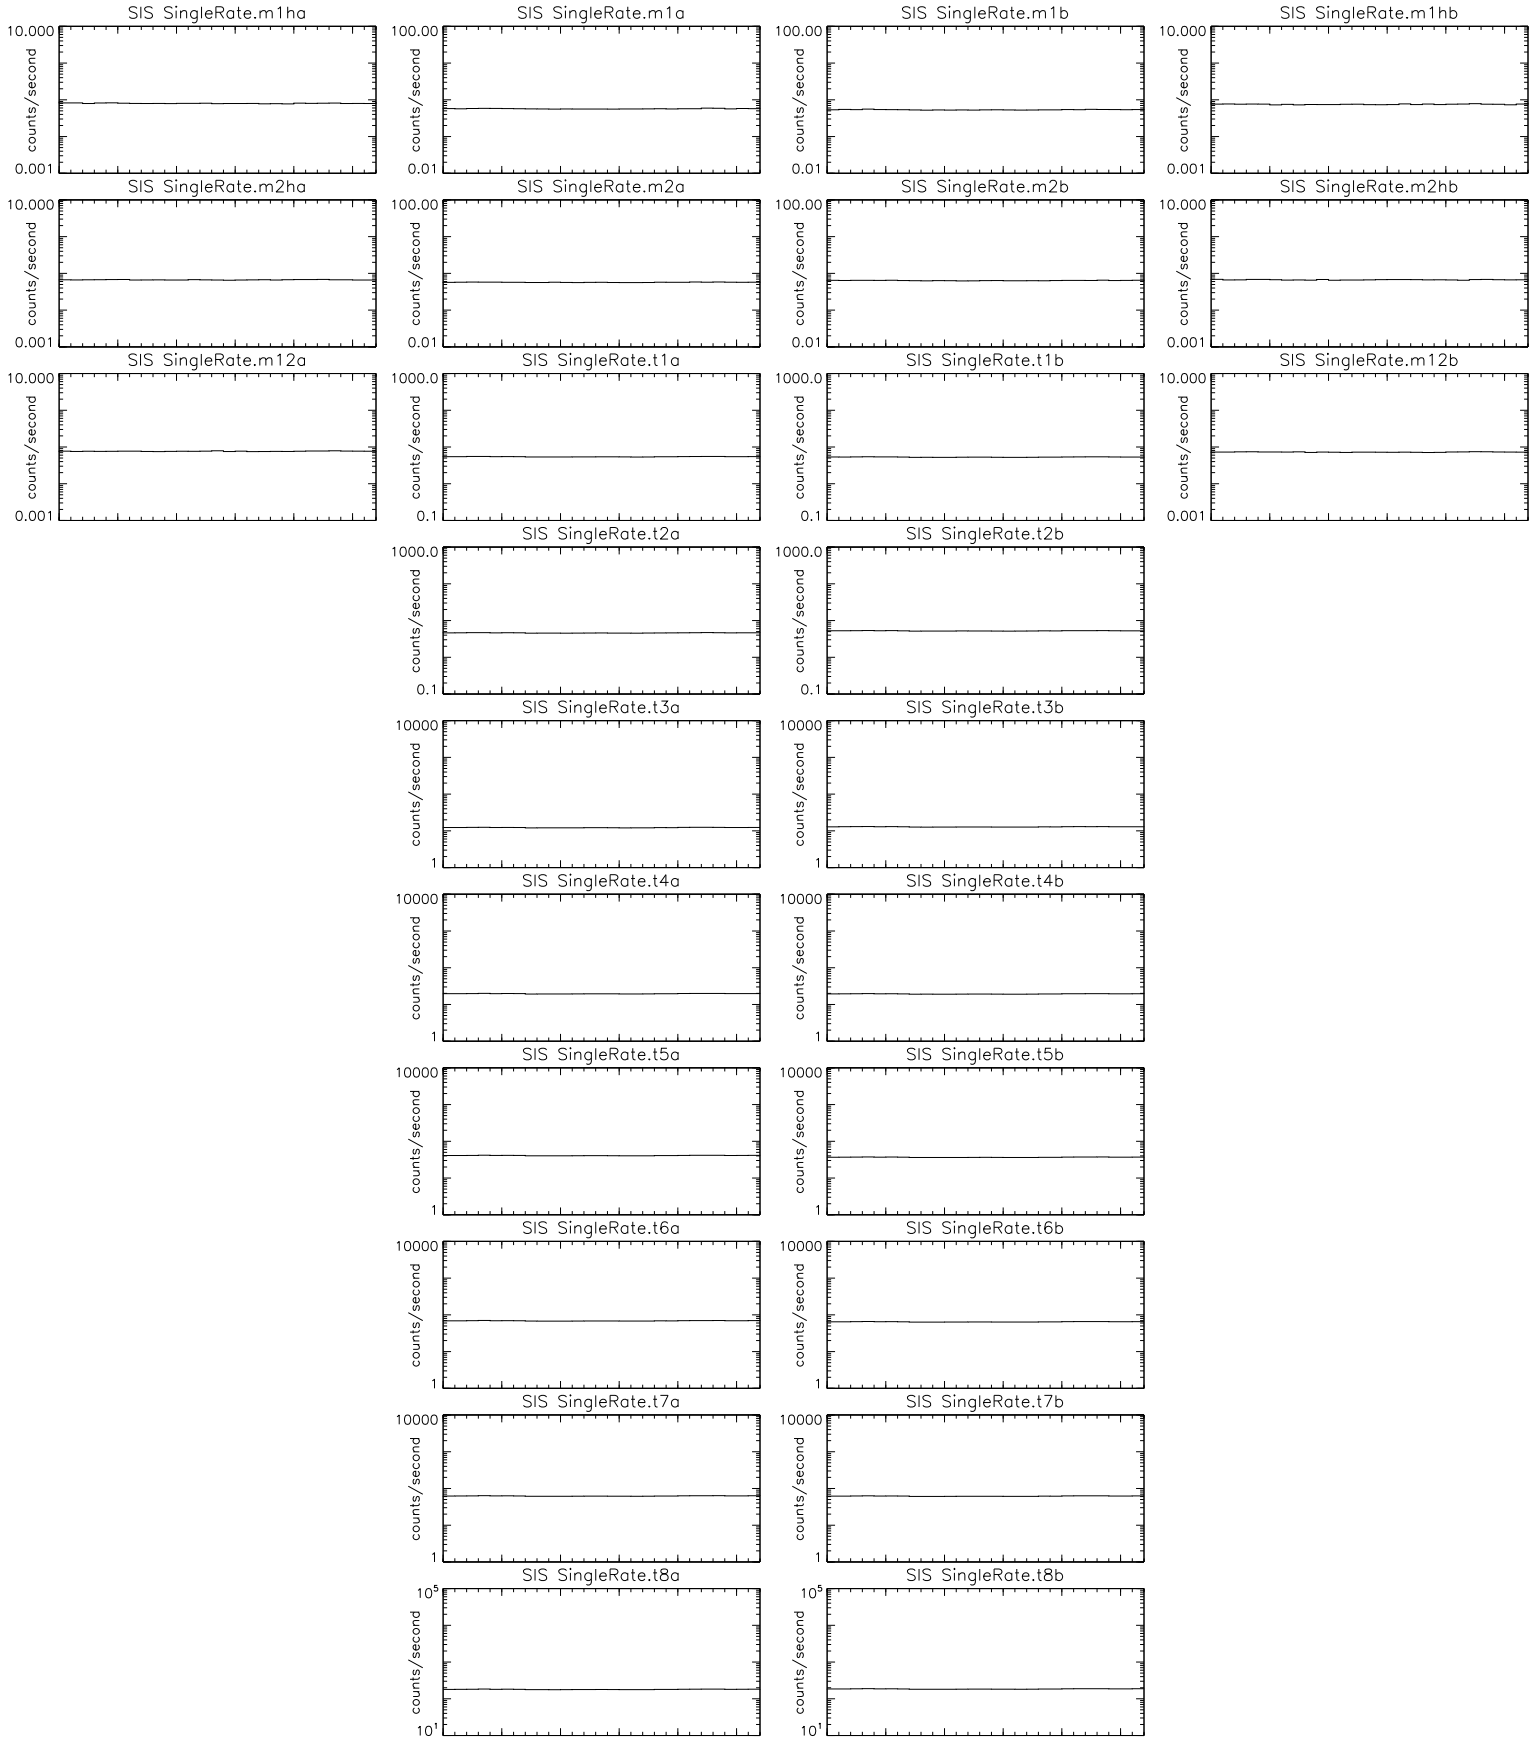 SIS SingleRate.m1ha
SIS SingleRate.m1a
SIS SingleRate.m1b
SIS SingleRate.m1hb
10.000
counts/second
0.001
100.00
counts/second
0.01
100.00
counts/second
0.01
10.000
counts/second
0.001
SIS SingleRate.m2ha
SIS SingleRate.m2a
SIS SingleRate.m2b
SIS SingleRate.m2hb
10.000
counts/second
0.001
100.00
counts/second
0.01
100.00
counts/second
0.01
10.000
counts/second
0.001
SIS SingleRate.m12a
SIS SingleRate.t1a
SIS SingleRate.t1b
SIS SingleRate.m12b
10.000
counts/second
0.001
1000.0
counts/second
0.1
1000.0
counts/second
0.1
10.000
counts/second
0.001
SIS SingleRate.t2a
SIS SingleRate.t2b
1000.0
counts/second
0.1
1000.0
counts/second
0.1
SIS SingleRate.t3a
SIS SingleRate.t3b
10000
counts/second
1
10000
counts/second
1
SIS SingleRate.t4a
SIS SingleRate.t4b
10000
counts/second
1
10000
counts/second
1
SIS SingleRate.t5a
SIS SingleRate.t5b
10000
counts/second
1
10000
counts/second
1
SIS SingleRate.t6a
SIS SingleRate.t6b
10000
counts/second
1
10000
counts/second
1
SIS SingleRate.t7a
SIS SingleRate.t7b
10000
counts/second
1
10000
counts/second
1
SIS SingleRate.t8a
SIS SingleRate.t8b
10⁵
counts/second
10¹
10⁵
counts/second
10¹